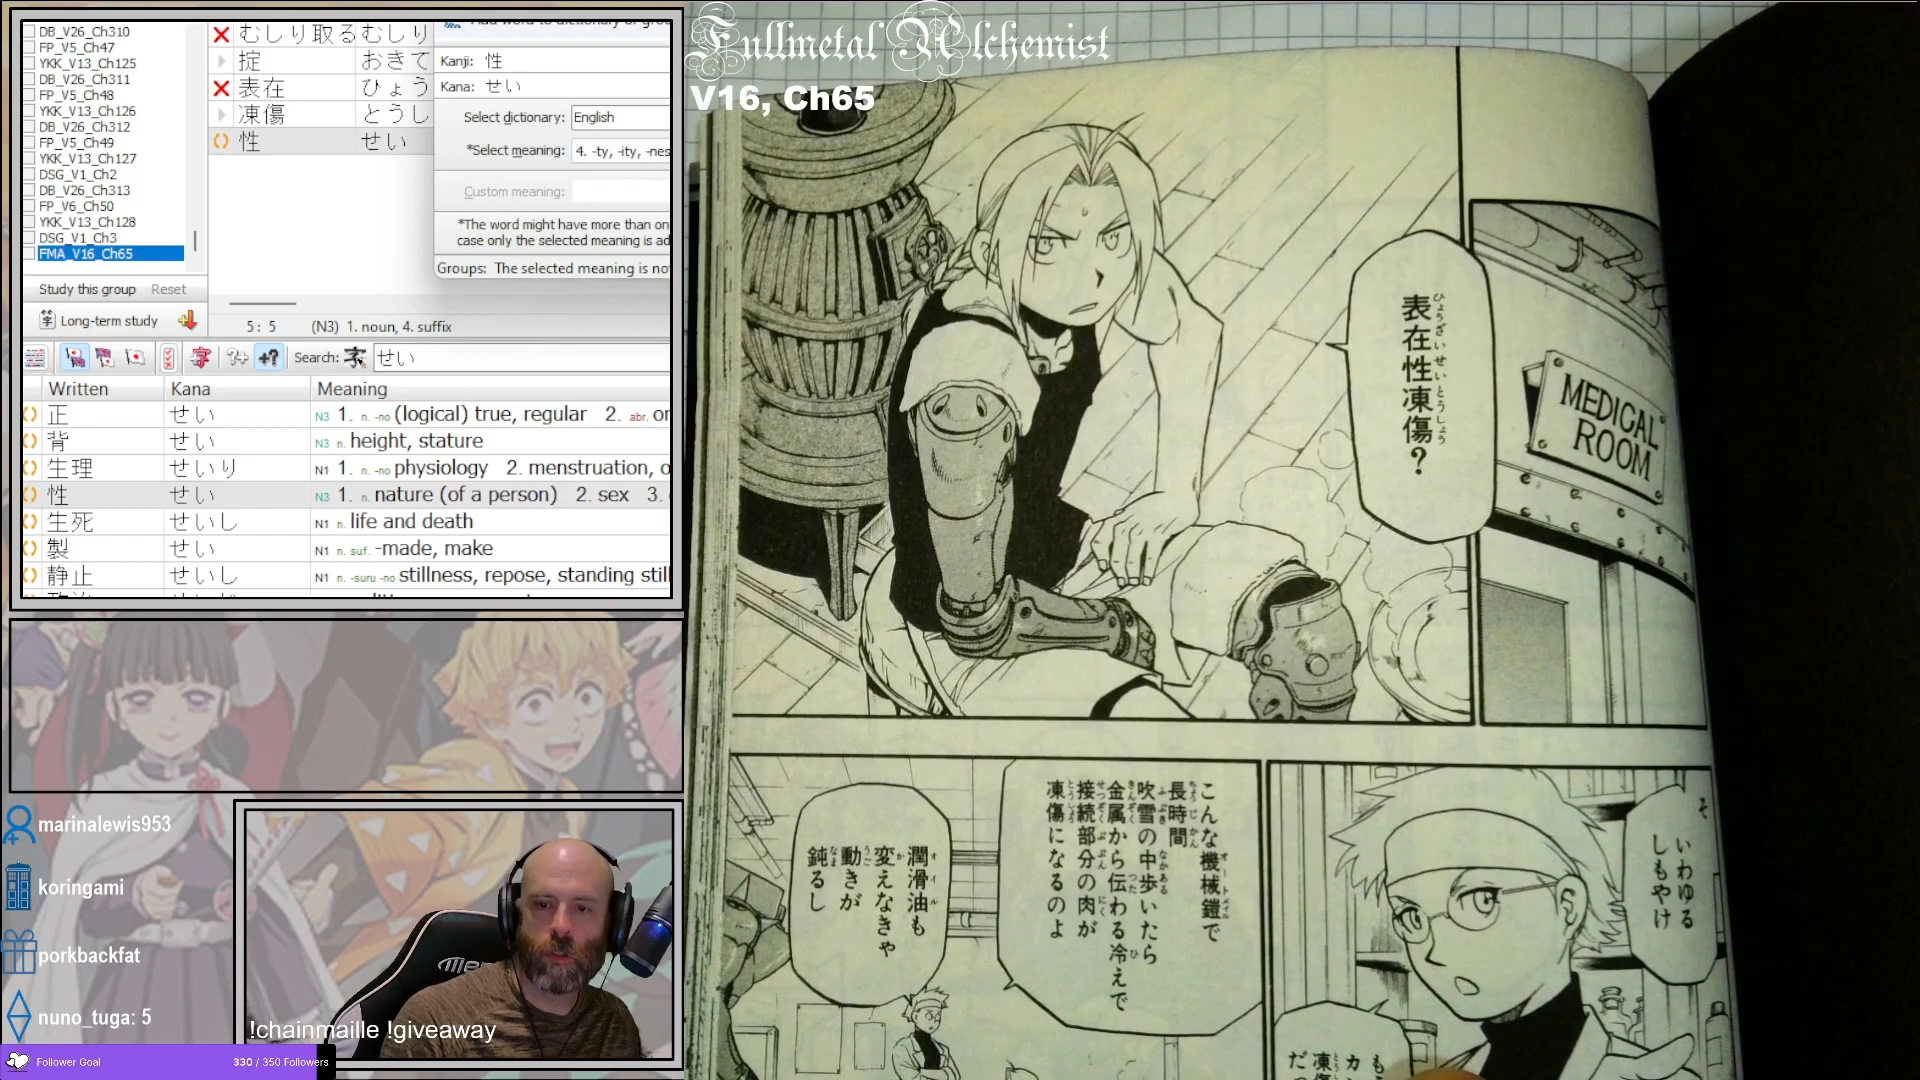 DB_V26_Ch310
FP_V5_Ch47
YKK_V13_Ch125
DB_V26_Ch311
FP_V5_Ch48
YKK_V13_Ch126
DB_V26_Ch312
FP_V5_Ch49
YKK_V13_Ch127
DSG_V1_Ch2
DB_V26_Ch313
FP_V6_Ch50
YKK_V13_Ch128
DSG_V1_Ch3
FMA_V16_Ch65
Study this group Reset
Long-term study
むしり取る むしり
掟 おきて
表在 ひょう
凍傷 とうし
性 せい
Kanji: 性
Kana: せい
Select dictionary: English
*Select meaning: 4. -ty, -ity, -nes
Custom meaning:
*The word might have more than on
case only the selected meaning is ad
Groups: The selected meaning is no
5: 5 (N3) 1. noun, 4. suffix
Search: せい
Written Kana Meaning
正 せい N3 1. n. -no (logical) true, regular 2. abr. or
背 せい N3 n. height, stature
生理 せいり N1 1. n. -no physiology 2. menstruation, o
性 せい N3 1. n. nature (of a person) 2. sex 3.
生死 せいし N1 n. life and death
製 せい N1 n. suf. -made, make
静止 せいし N1 n. -suru -no stillness, repose, standing still
marinalewis953
koringami
porkbackfat
nuno_tuga: 5
!chainmaille !giveaway
Follower Goal 330 / 350 Followers
Fullmetal Alchemist
V16, Ch65
MEDICAL
ROOM
表在性凍傷?
そ
いわゆる
しもやけ
こんな機械鎧で
長時間
吹雪の中歩いたら
金属から伝わる冷えで
接続部分の肉が
凍傷になるのよ
潤滑油も
変えなきゃ
動きが
鈍るし